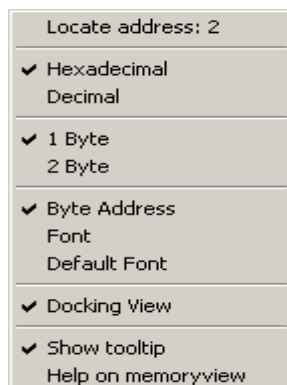 Locate address: 2
Hexadecimal
Decimal
1 Byte
2 Byte
Byte Address
Font
Default Font
Docking View
Show tooltip
Help on memoryview